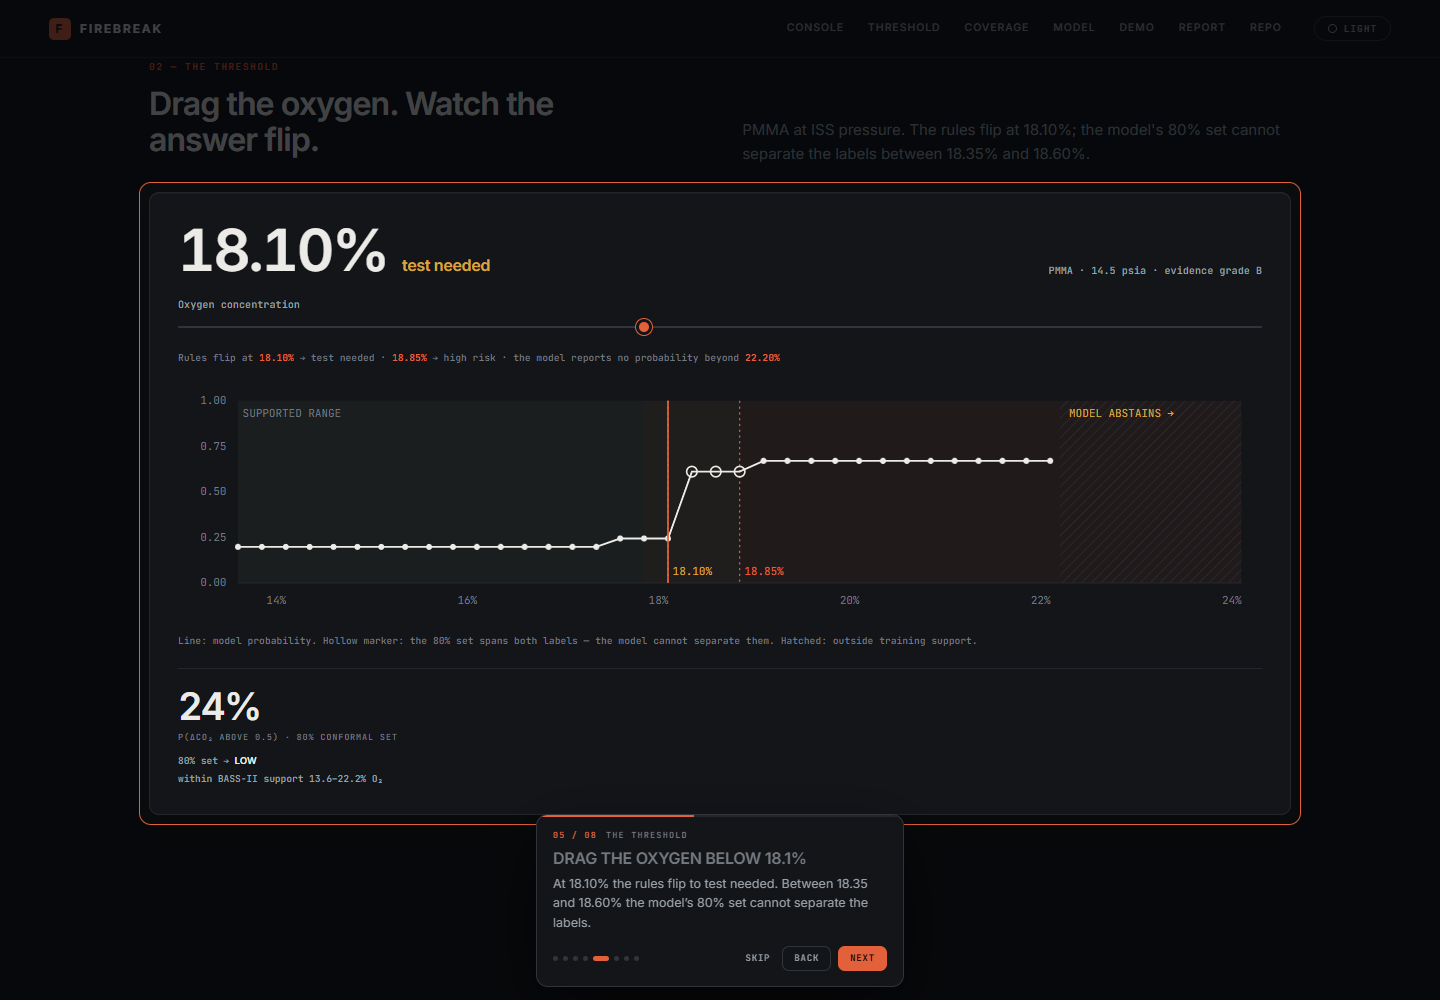 F FIREBREAK
CONSOLE THRESHOLD COVERAGE MODEL DEMO REPORT REPO LIGHT
02 — THE THRESHOLD
Drag the oxygen. Watch the
answer flip.
PMMA at ISS pressure. The rules flip at 18.10%; the model's 80% set cannot
separate the labels between 18.35% and 18.60%.
18.10% test needed
PMMA · 14.5 psia · evidence grade B
Oxygen concentration
Rules flip at 18.10% → test needed · 18.85% → high risk · the model reports no probability beyond 22.20%
1.00
0.75
0.50
0.25
0.00
SUPPORTED RANGE
MODEL ABSTAINS →
18.10%
18.85%
14% 16% 18% 20% 22% 24%
Line: model probability. Hollow marker: the 80% set spans both labels — the model cannot separate them. Hatched: outside training support.
24%
P(ΔCO₂ ABOVE 0.5) · 80% CONFORMAL SET
80% set → LOW
within BASS-II support 13.6–22.2% O₂
05 / 08 THE THRESHOLD
DRAG THE OXYGEN BELOW 18.1%
At 18.10% the rules flip to test needed. Between 18.35
and 18.60% the model’s 80% set cannot separate the
labels.
SKIP BACK NEXT